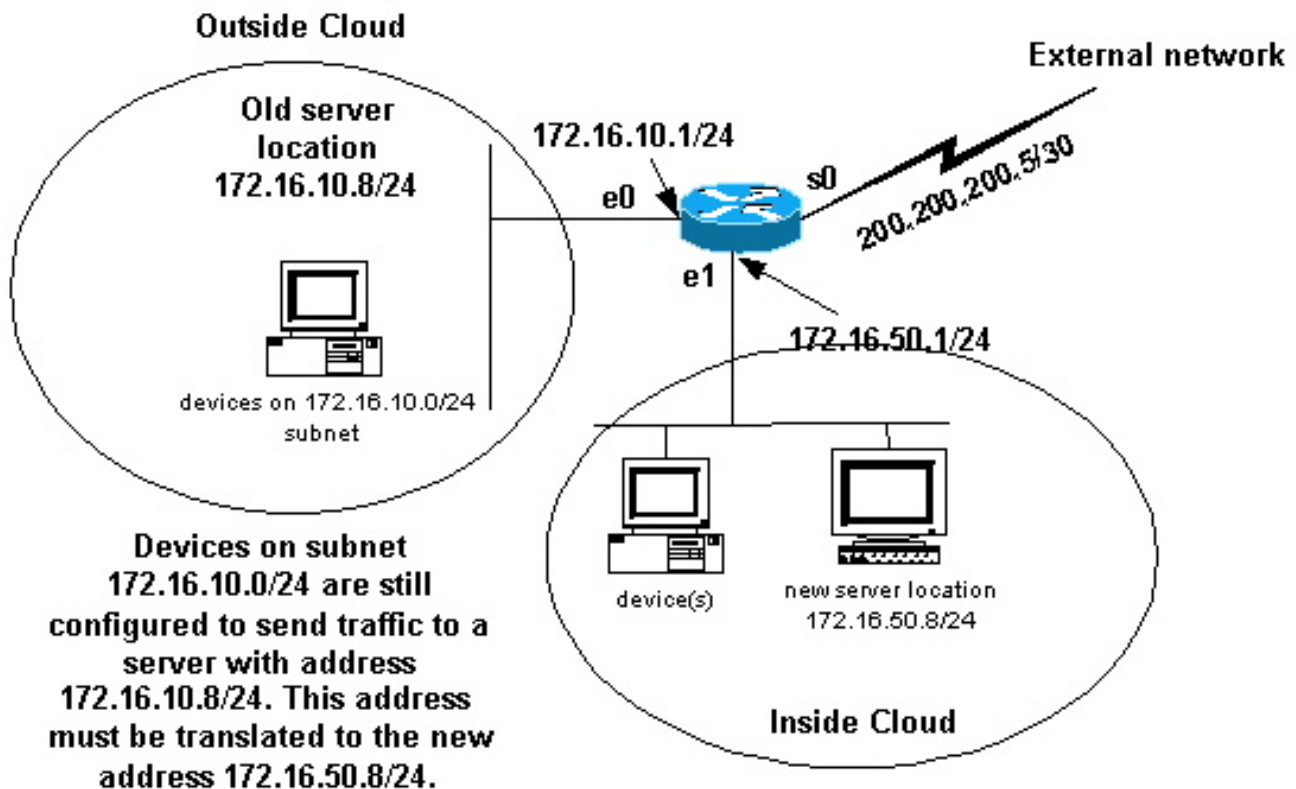 Outside Cloud
External network
Old server
location
172.16.10.8/24
172.16.10.1/24
e0
s0
200.200.200.5/30
e1
172.16.50.1/24
devices on 172.16.10.0/24
subnet
device(s)
new server location
172.16.50.8/24
Devices on subnet
172.16.10.0/24 are still
configured to send traffic to a
server with address
172.16.10.8/24. This address
must be translated to the new
address 172.16.50.8/24.
Inside Cloud